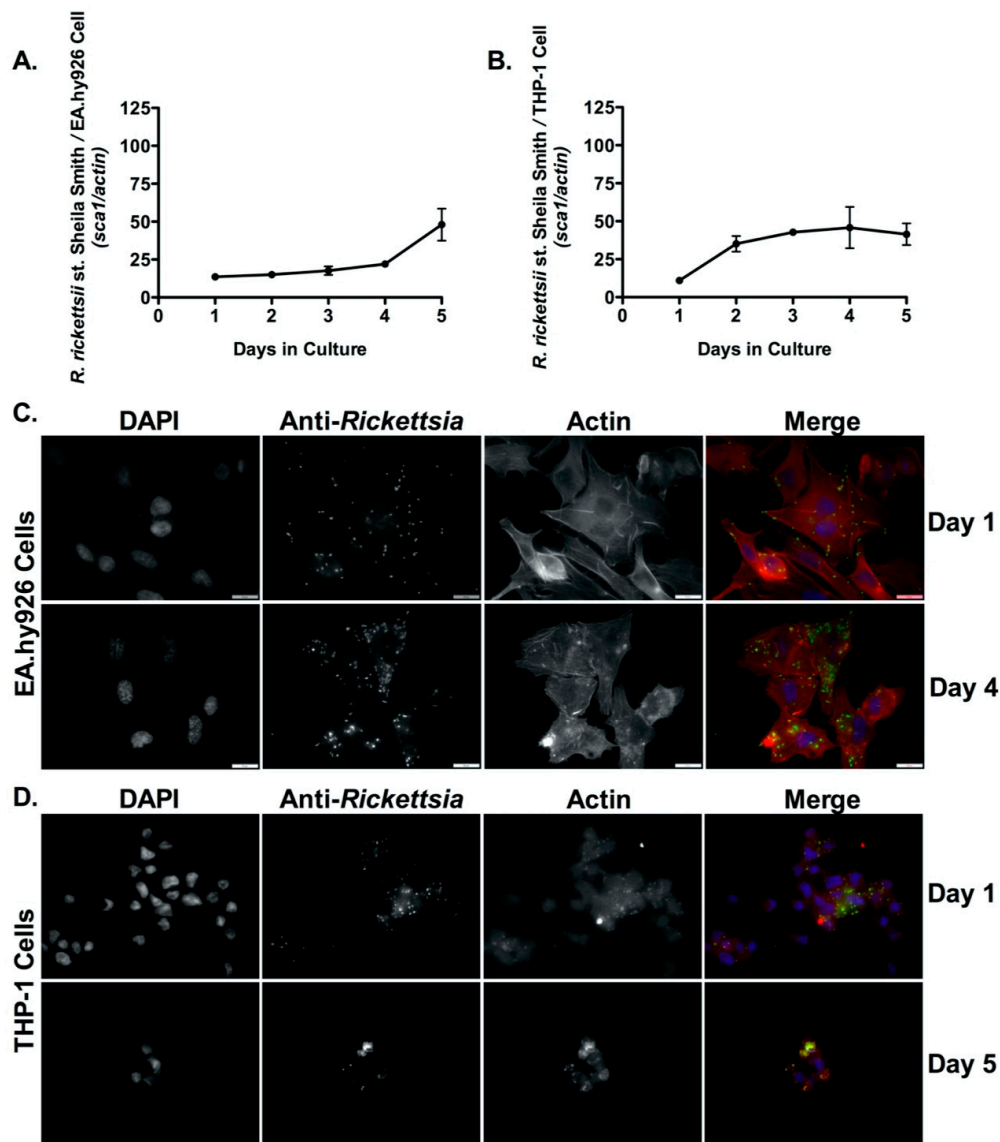 A.
R. rickettsii st. Sheila Smith / EA.hy926 Cell
(sca1/actin)
125
100
75
50
25
0
0 1 2 3 4 5
Days in Culture
B.
R. rickettsii st. Sheila Smith / THP-1 Cell
(sca1/actin)
125
100
75
50
25
0
0 1 2 3 4 5
Days in Culture
C.
DAPI Anti-Rickettsia Actin Merge
EA.hy926 Cells
Day 1
Day 4
D.
DAPI Anti-Rickettsia Actin Merge
THP-1 Cells
Day 1
Day 5